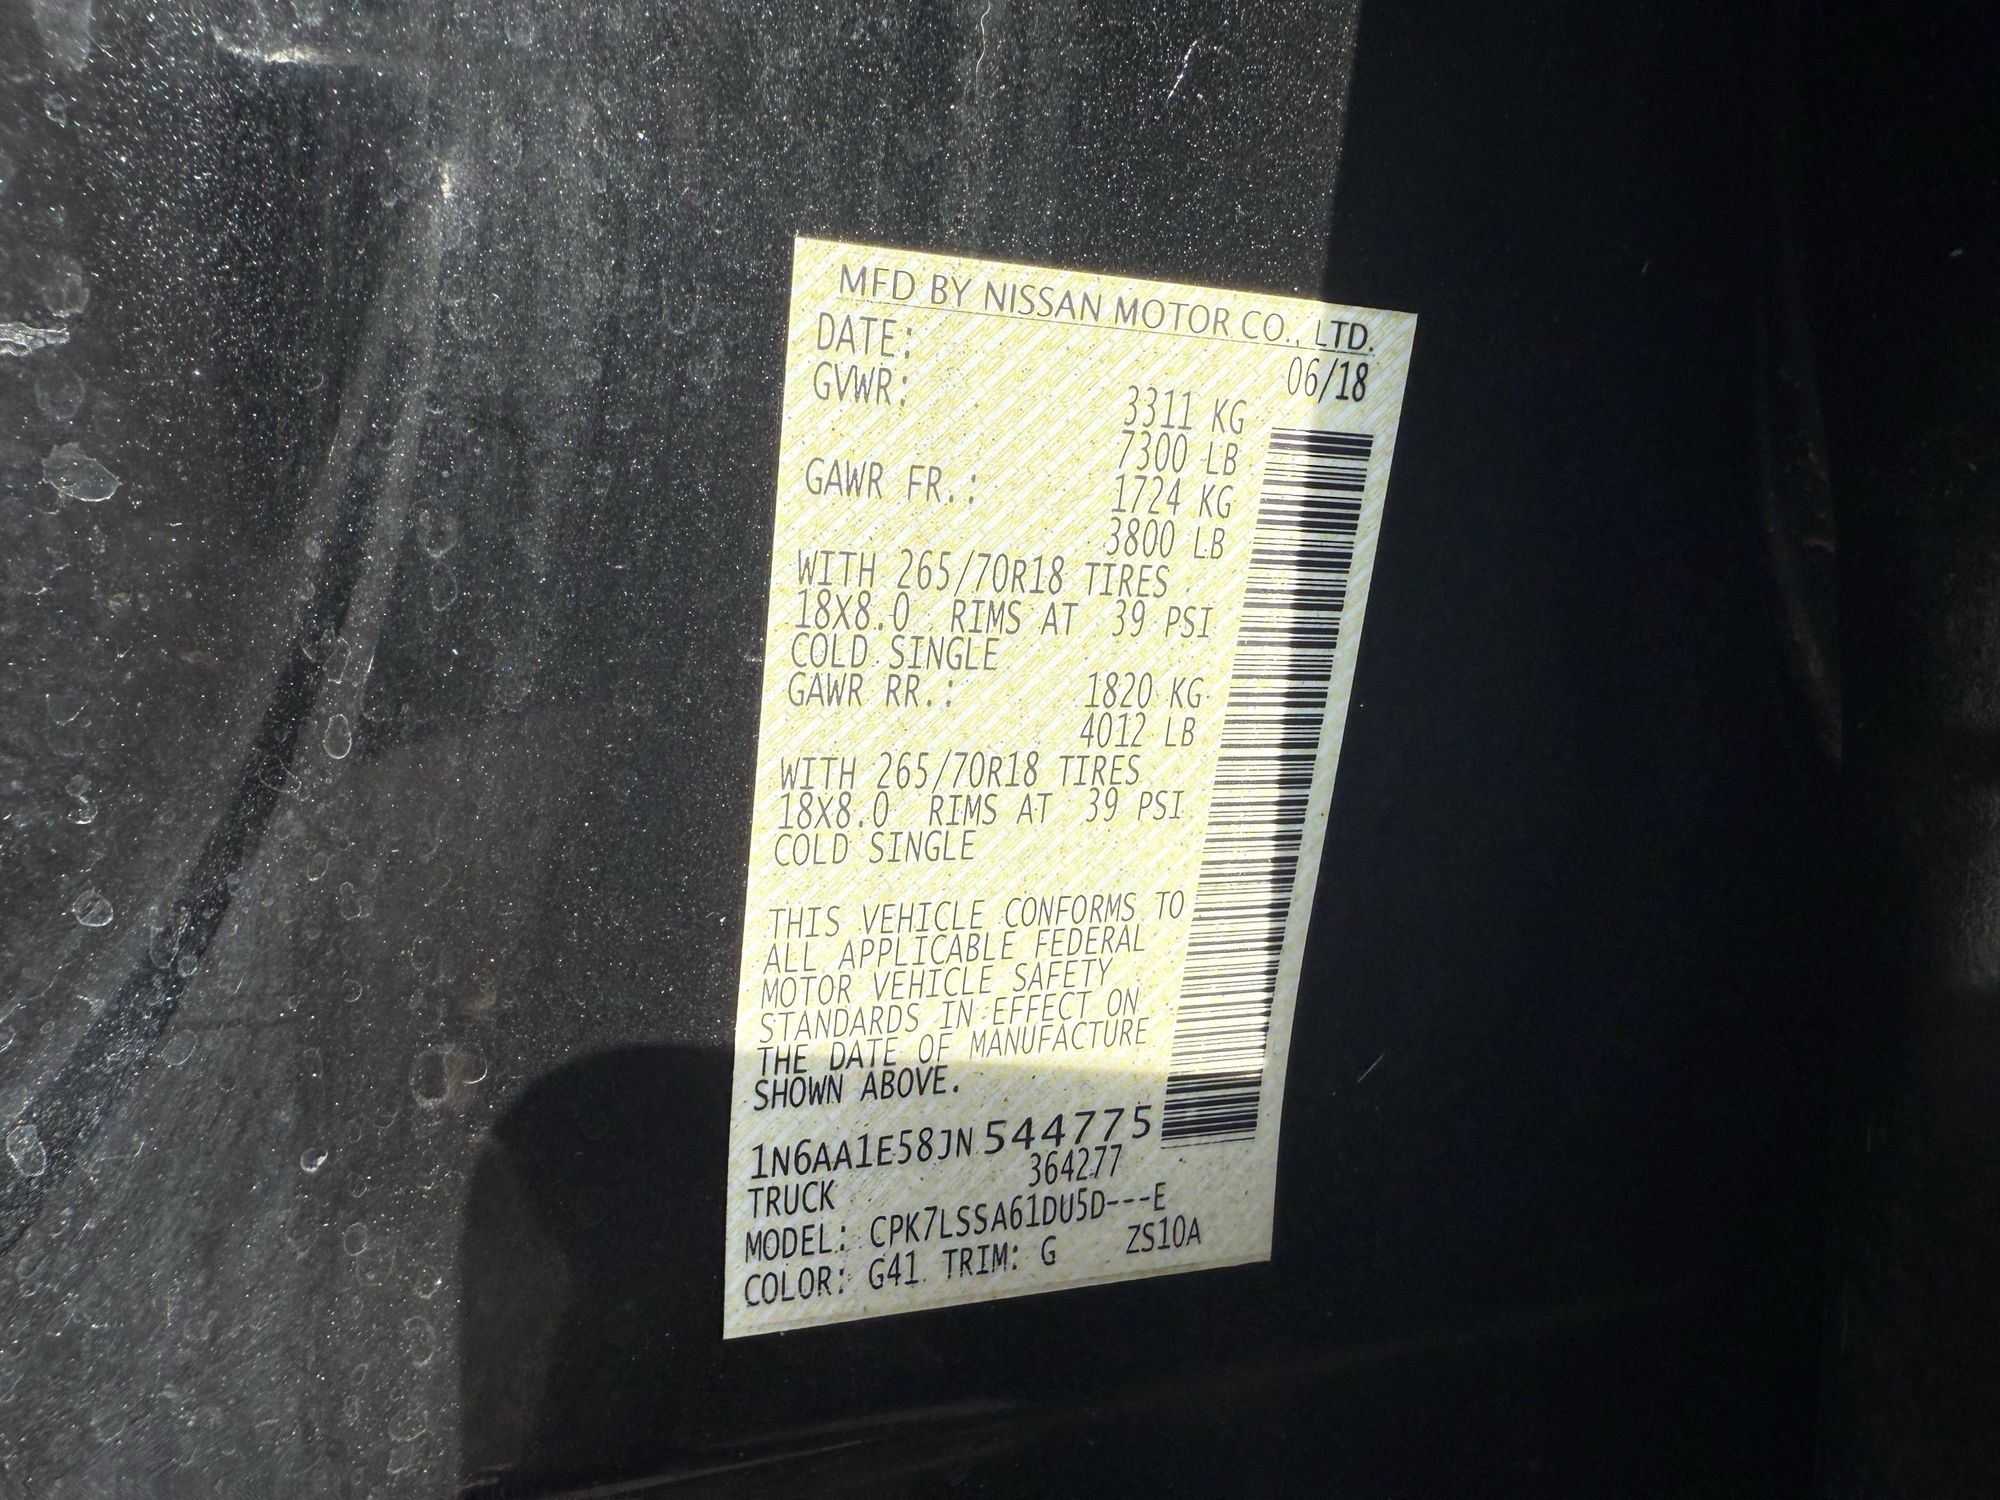 MFD BY NISSAN MOTOR CO., LTD.
DATE: 06/18
GVWR: 3311 KG
7300 LB
GAWR FR.: 1724 KG
3800 LB
WITH 265/70R18 TIRES
18X8.0 RIMS AT 39 PSI
COLD SINGLE
GAWR RR.: 1820 KG
4012 LB
WITH 265/70R18 TIRES
18X8.0 RIMS AT 39 PSI
COLD SINGLE
THIS VEHICLE CONFORMS TO
ALL APPLICABLE FEDERAL
MOTOR VEHICLE SAFETY
STANDARDS IN EFFECT ON
THE DATE OF MANUFACTURE
SHOWN ABOVE.
1N6AA1E58JN544775
TRUCK 364277
MODEL: CPK7LSSA61DU5D---E
COLOR: G41 TRIM: G ZS10A